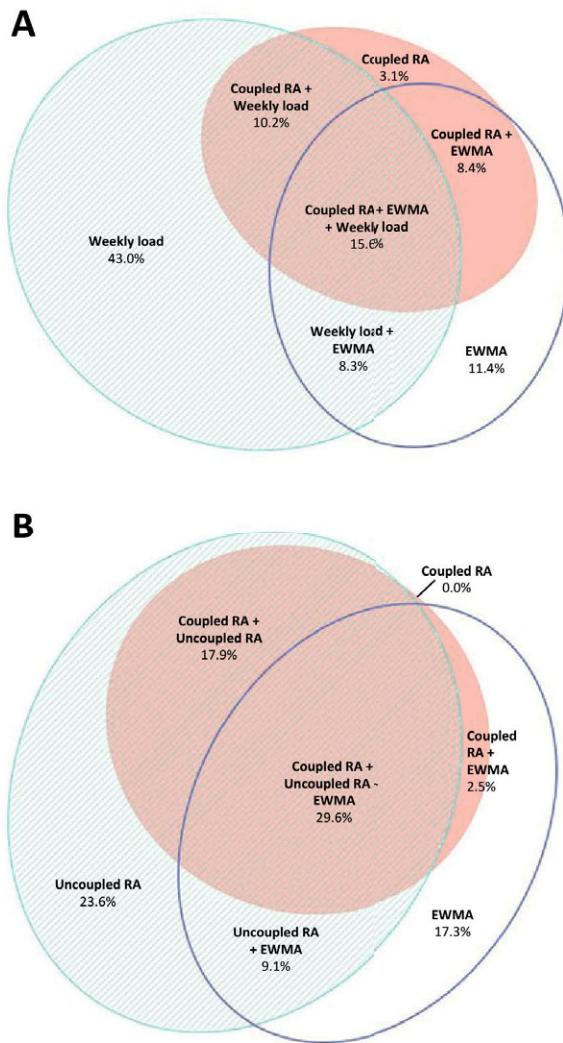 A
Coupled RA
3.1%
Coupled RA +
Weekly load
10.2%
Coupled RA +
EWMA
8.4%
Coupled RA + EWMA
+ Weekly load
15.6%
Weekly load
43.0%
Weekly load +
EWMA
8.3%
EWMA
11.4%
B
Coupled RA
0.0%
Coupled RA +
Uncoupled RA
17.9%
Coupled
RA +
EWMA
2.5%
Coupled RA +
Uncoupled RA -
EWMA
29.6%
Uncoupled RA
23.6%
EWMA
17.3%
Uncoupled RA
+ EWMA
9.1%